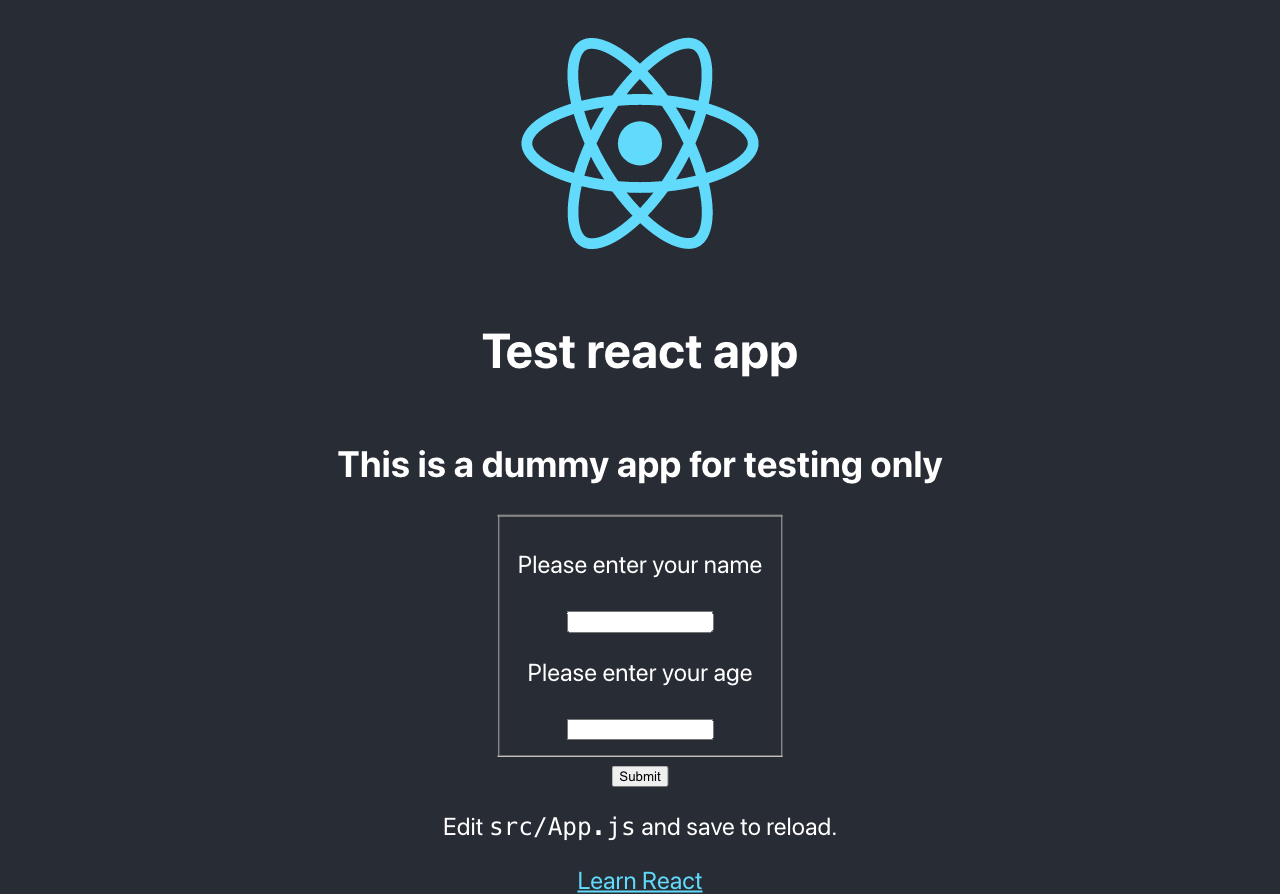 Test react app
This is a dummy app for testing only
Please enter your name
Please enter your age
Submit
Edit src/App.js and save to reload.
Learn React